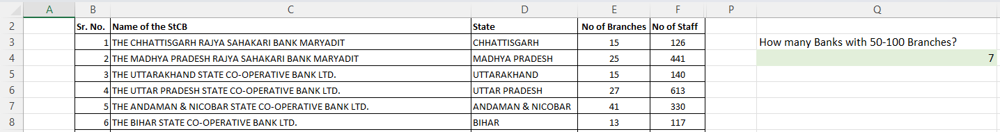 A B C D E F P Q
2 Sr. No. Name of the StCB State No of Branches No of Staff
3 1 THE CHHATTISGARH RAJYA SAHAKARI BANK MARYADIT CHHATTISGARH 15 126 How many Banks with 50-100 Branches?
4 2 THE MADHYA PRADESH RAJYA SAHAKARI BANK MARYADIT MADHYA PRADESH 25 441 7
5 3 THE UTTARAKHAND STATE CO-OPERATIVE BANK LTD. UTTARAKHAND 15 140
6 4 THE UTTAR PRADESH STATE CO-OPERATIVE BANK LTD. UTTAR PRADESH 27 613
7 5 THE ANDAMAN & NICOBAR STATE CO-OPERATIVE BANK LTD. ANDAMAN & NICOBAR 41 330
8 6 THE BIHAR STATE CO-OPERATIVE BANK LTD. BIHAR 13 117